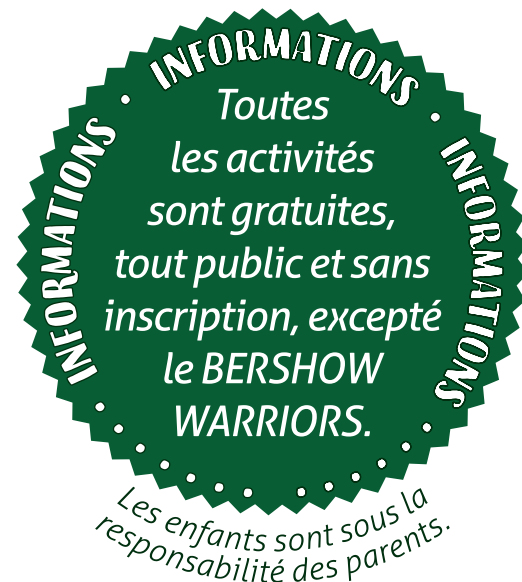 INFORMATIONS • INFORMATIONS • INFORMATIONS
Toutes
les activités
sont gratuites,
tout public et sans
inscription, excepté
le BERSHOW
WARRIORS.
Les enfants sont sous la
responsabilité des parents.